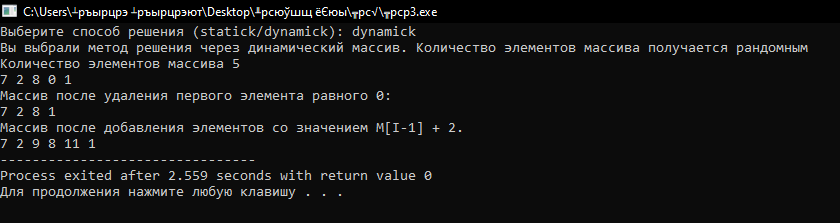 C:\Users\┴ръырцрэ ┴ръырцрэют\Desktop\╨рсюўшщ ёЄюы\╦рс√\╦рср3.exe
Выберите способ решения (statick/dynamick): dynamick
Вы выбрали метод решения через динамический массив. Количество элементов массива получается рандомным
Количество элементов массива 5
7 2 8 0 1
Массив после удаления первого элемента равного 0:
7 2 8 1
Массив после добавления элементов со значением M[I-1] + 2.
7 2 9 8 11 1
--------------------------------
Process exited after 2.559 seconds with return value 0
Для продолжения нажмите любую клавишу . . .